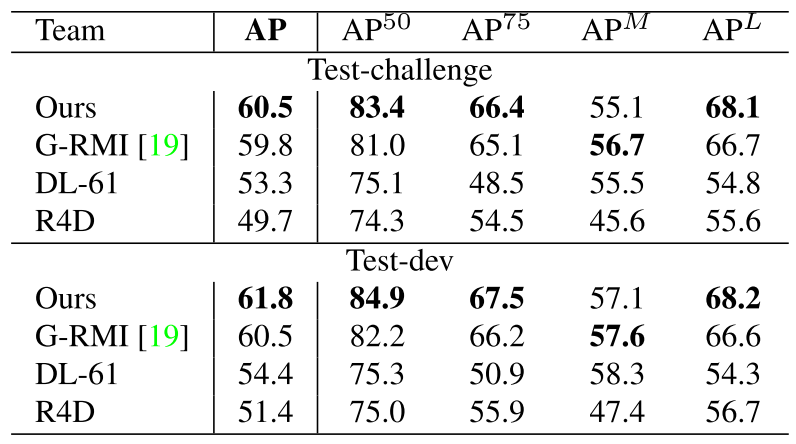 Team AP AP^50 AP^75 AP^M AP^L
Test-challenge
Ours 60.5 83.4 66.4 55.1 68.1
G-RMI [19] 59.8 81.0 65.1 56.7 66.7
DL-61 53.3 75.1 48.5 55.5 54.8
R4D 49.7 74.3 54.5 45.6 55.6
Test-dev
Ours 61.8 84.9 67.5 57.1 68.2
G-RMI [19] 60.5 82.2 66.2 57.6 66.6
DL-61 54.4 75.3 50.9 58.3 54.3
R4D 51.4 75.0 55.9 47.4 56.7